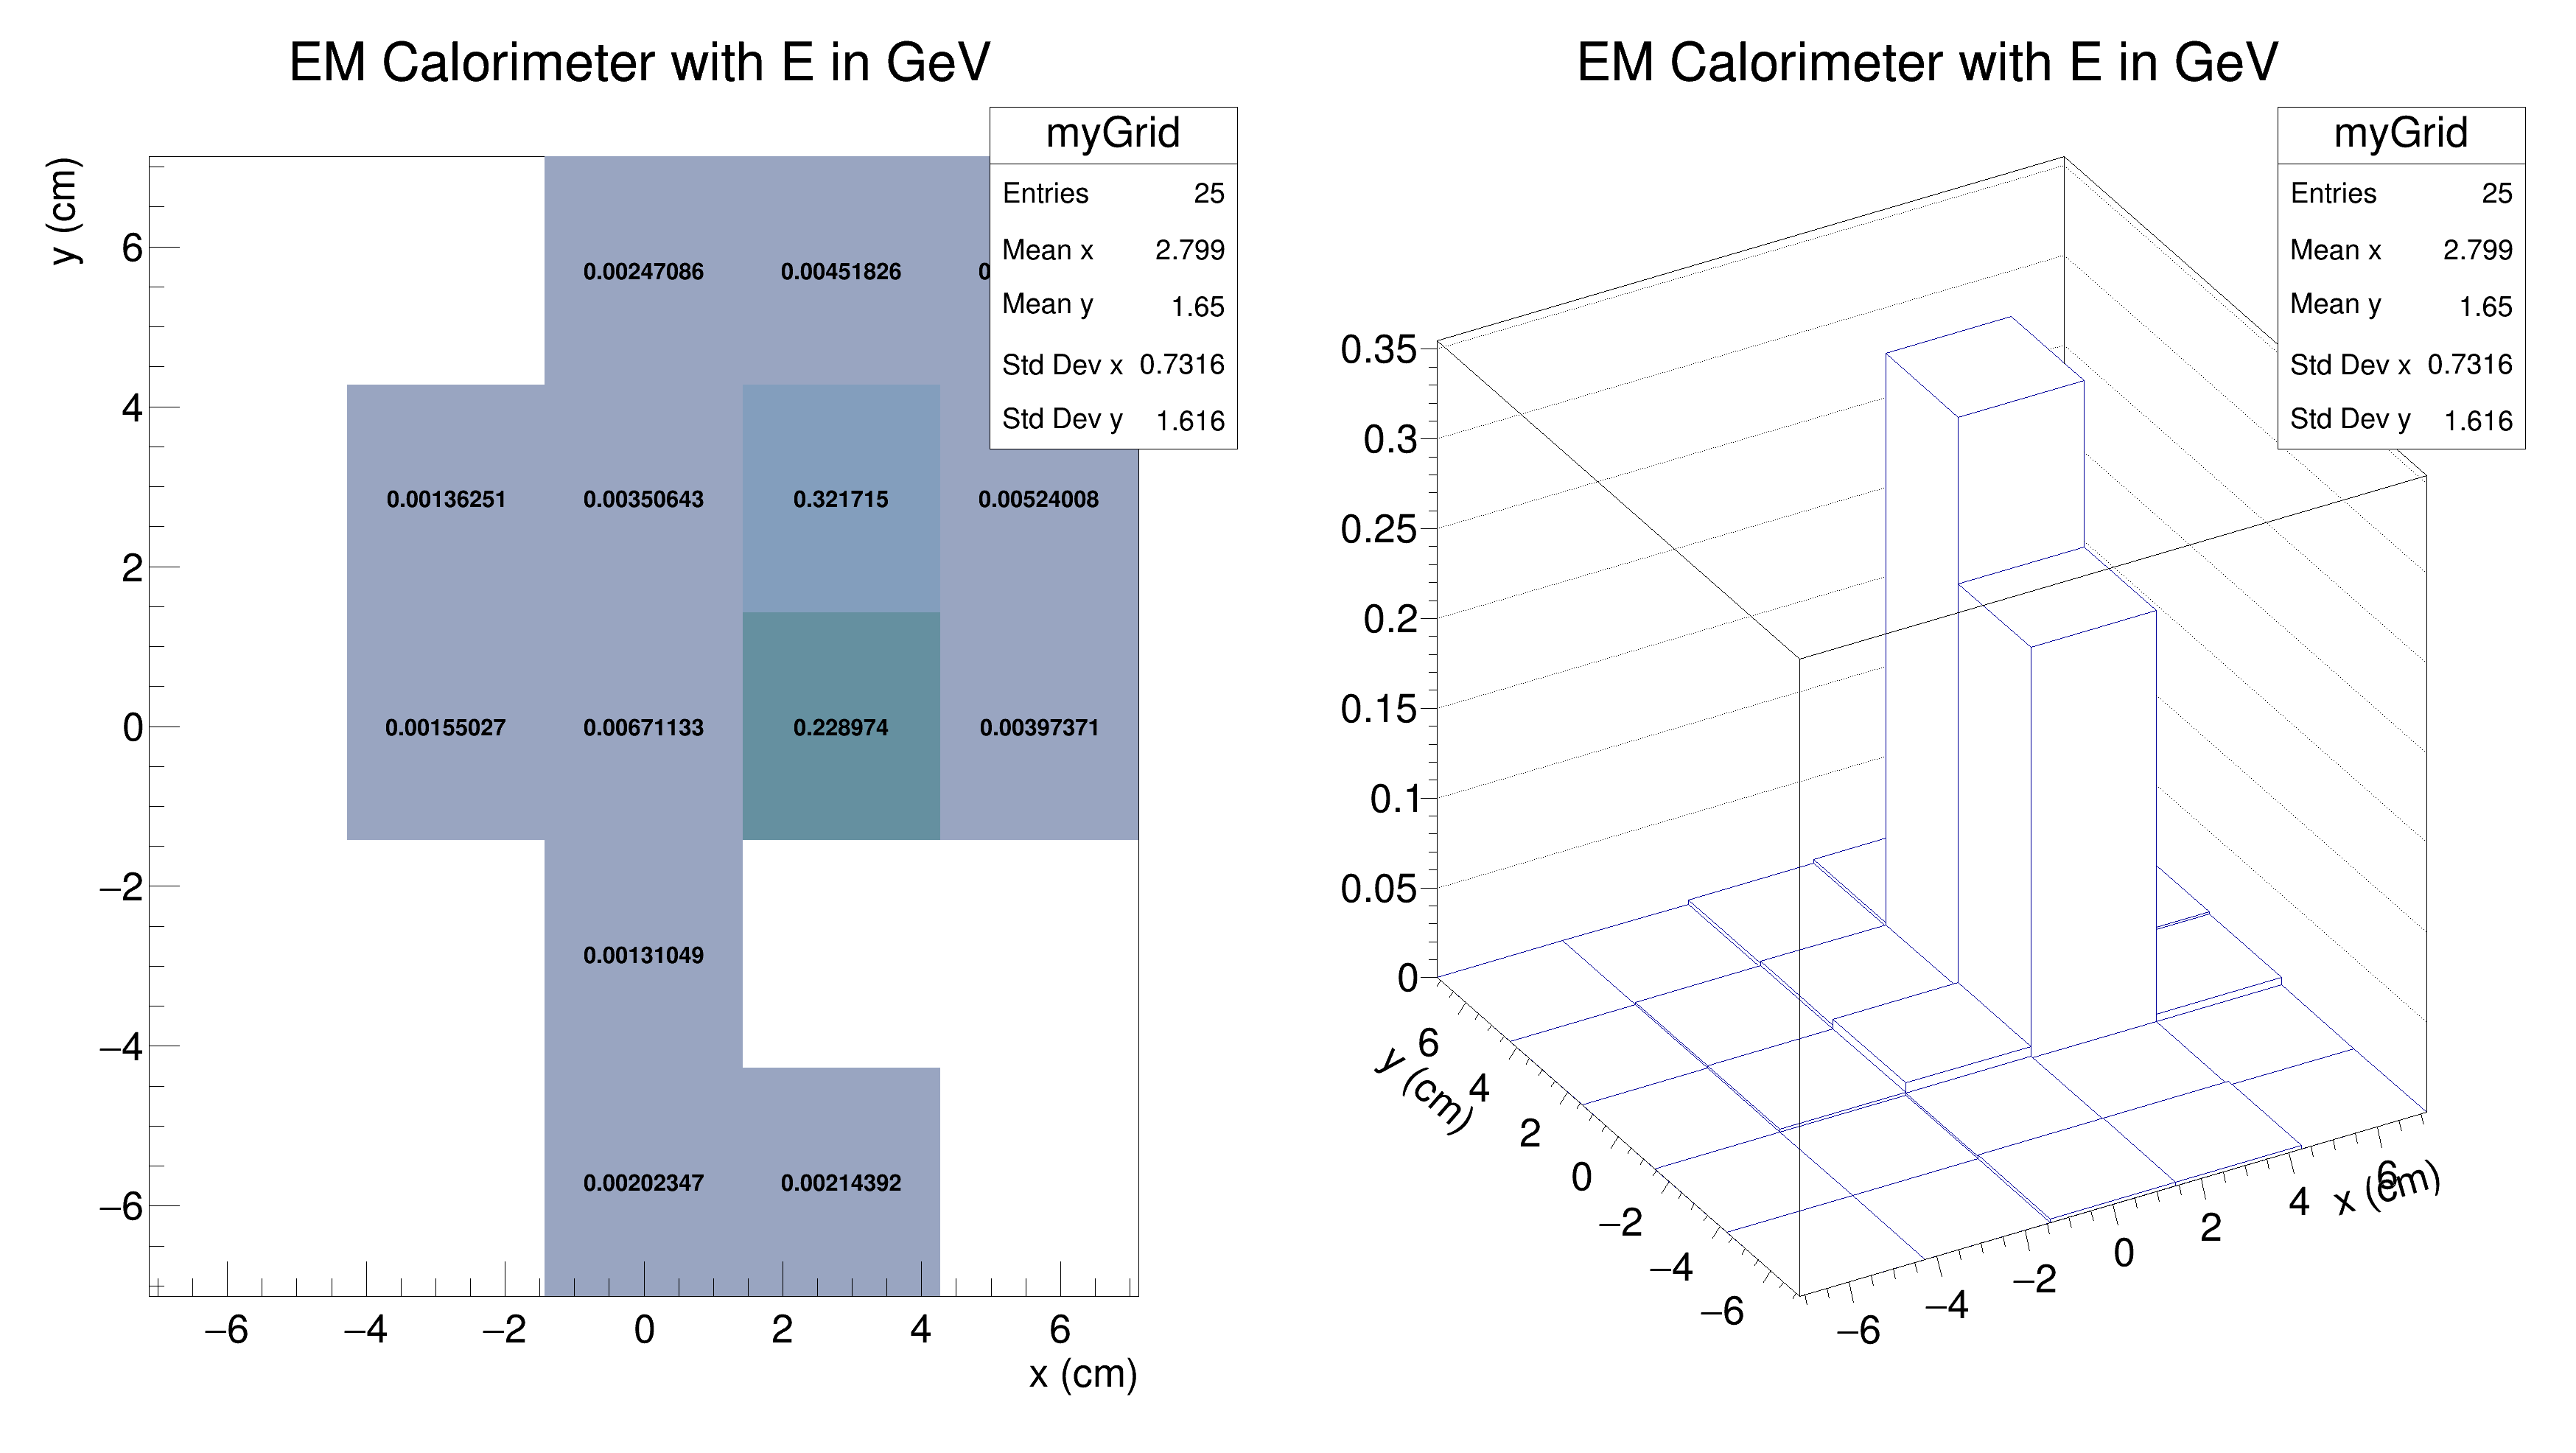 EM Calorimeter with E in GeV
myGrid
Entries 25
Mean x 2.799
Mean y 1.65
Std Dev x 0.7316
Std Dev y 1.616
y (cm)
6
4
2
0
−2
−4
−6
0.00247086 0.00451826 0
0.00136251 0.00350643 0.321715 0.00524008
0.00155027 0.00671133 0.228974 0.00397371
0.00131049
0.00202347 0.00214392
−6 −4 −2 0 2 4 6
x (cm)
EM Calorimeter with E in GeV
myGrid
Entries 25
Mean x 2.799
Mean y 1.65
Std Dev x 0.7316
Std Dev y 1.616
0.35
0.3
0.25
0.2
0.15
0.1
0.05
0
6
4
2
0
−2
−4
−6
y (cm)
−6
−4
−2
0
2
4
6
x (cm)